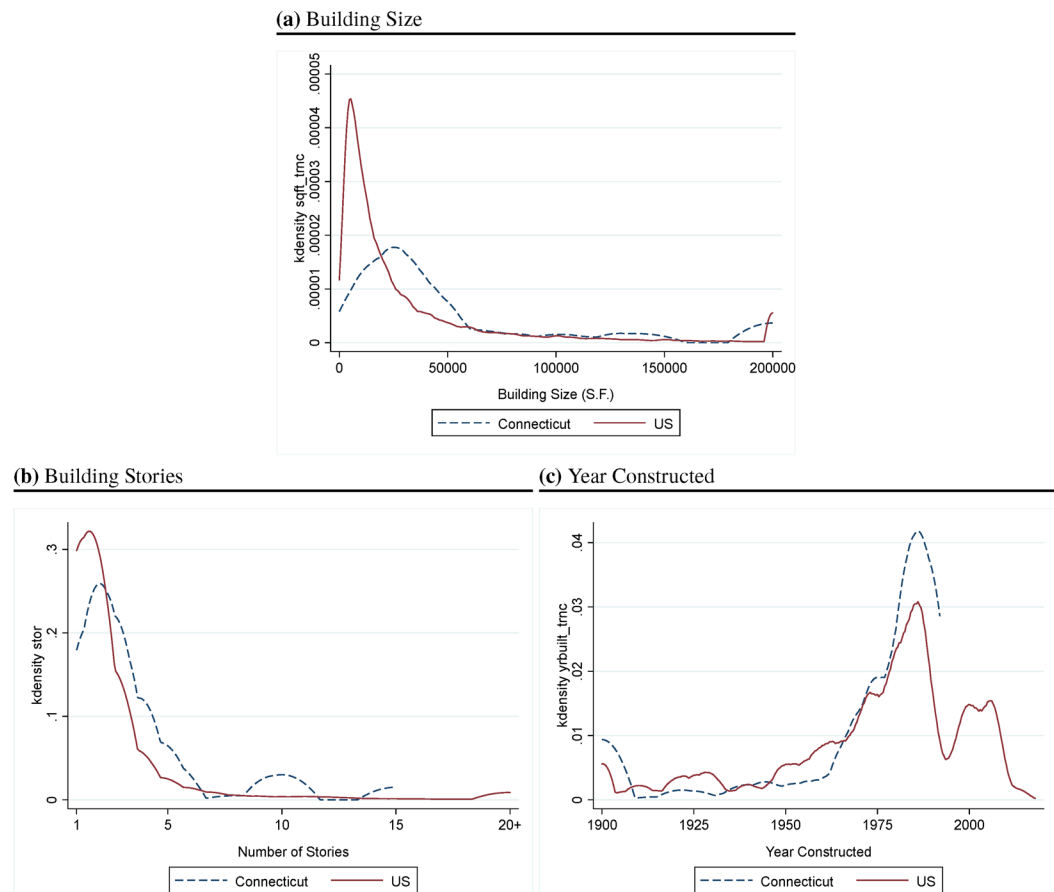 (a) Building Size
kdensity sqft_trnc
.00005
.00004
.00003
.00002
.00001
0
0 50000 100000 150000 200000
Building Size (S.F.)
Connecticut US
(b) Building Stories
kdensity stor
.3
.2
.1
0
1 5 10 15 20+
Number of Stories
Connecticut US
(c) Year Constructed
kdensity yrbuilt_trnc
.04
.03
.02
.01
0
1900 1925 1950 1975 2000
Year Constructed
Connecticut US